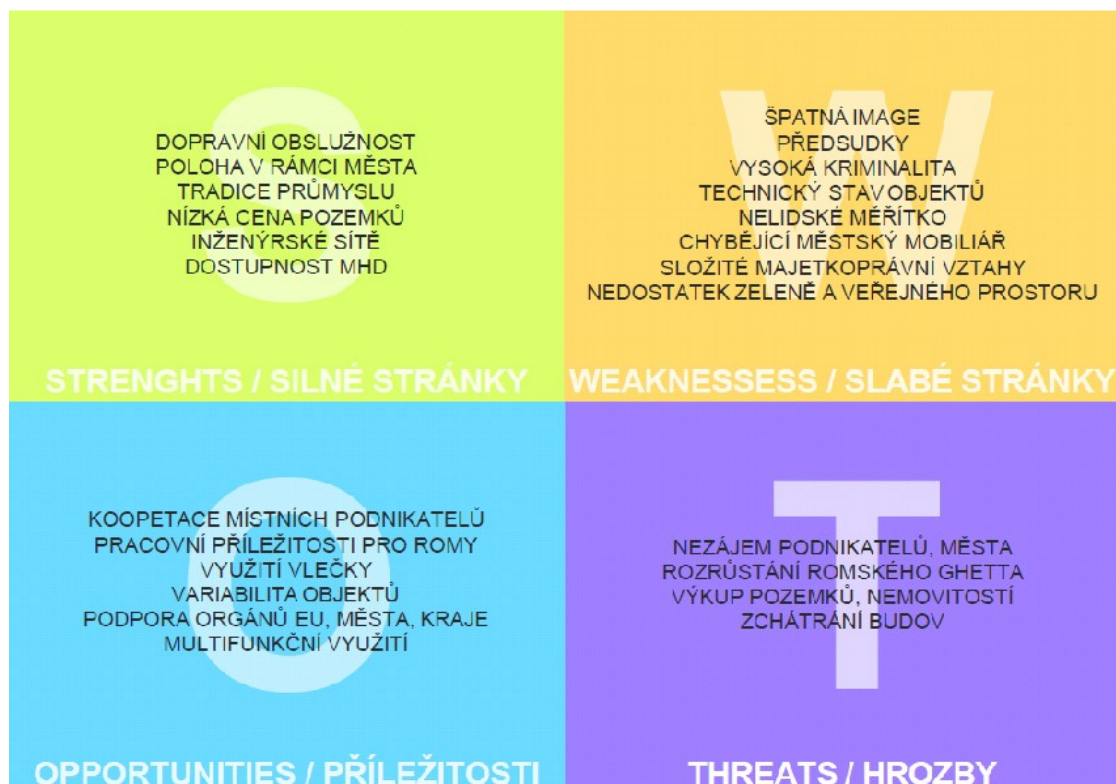 S
DOPRAVNÍ OBSLUŽNOST
POLOHA V RÁMCI MĚSTA
TRADICE PRŮMYSLU
NÍZKÁ CENA POZEMKŮ
INŽENÝRSKÉ SÍTĚ
DOSTUPNOST MHD
STRENGHTS / SILNÉ STRÁNKY
W
ŠPATNÁ IMAGE
PŘEDSUDKY
VYSOKÁ KRIMINALITA
TECHNICKÝ STAV OBJEKTŮ
NELIDSKÉ MĚŘÍTKO
CHYBĚJÍCÍ MĚSTSKÝ MOBILIÁŘ
SLOŽITÉ MAJETKOPRÁVNÍ VZTAHY
NEDOSTATEK ZELENĚ A VEŘEJNÉHO PROSTORU
WEAKNESSESS / SLABÉ STRÁNKY
O
KOOPETACE MÍSTNÍCH PODNIKATELŮ
PRACOVNÍ PŘÍLEŽITOSTI PRO ROMY
VYUŽITÍ VLEČKY
VARIABILITA OBJEKTŮ
PODPORA ORGÁNŮ EU, MĚSTA, KRAJE
MULTIFUNKČNÍ VYUŽITÍ
OPPORTUNITIES / PŘÍLEŽITOSTI
T
NEZÁJEM PODNIKATELŮ, MĚSTA
ROZRŮSTÁNÍ ROMSKÉHO GHETTA
VÝKUP POZEMKŮ, NEMOVITOSTÍ
ZCHÁTRÁNÍ BUDOV
THREATS / HROZBY